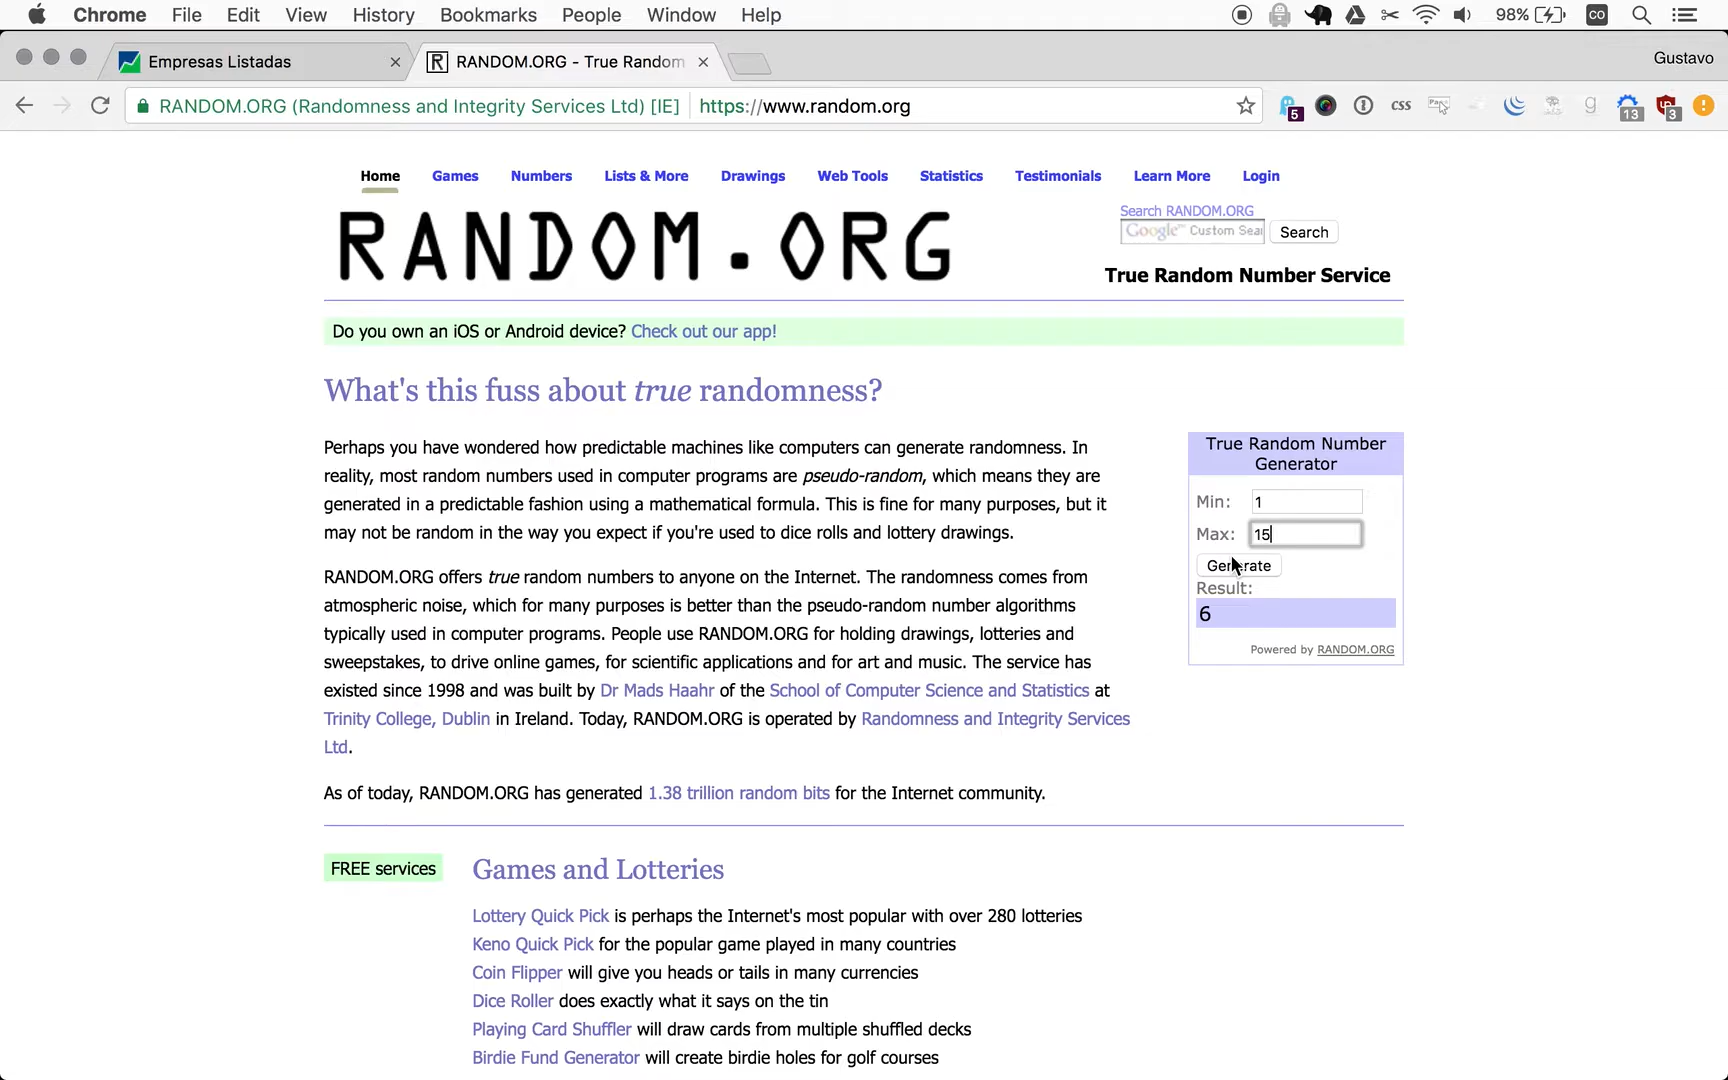 Chrome File Edit View History Bookmarks People Window Help 98% CO
Empresas Listadas × RANDOM.ORG - True Random × Gustavo
RANDOM.ORG (Randomness and Integrity Services Ltd) [IE] https://www.random.org 5 css g 13 3
Home Games Numbers Lists & More Drawings Web Tools Statistics Testimonials Learn More Login
RANDOM.ORG
Search RANDOM.ORG
Google™ Custom Sear Search
True Random Number Service
Do you own an iOS or Android device? Check out our app!
What's this fuss about true randomness?
Perhaps you have wondered how predictable machines like computers can generate randomness. In
reality, most random numbers used in computer programs are pseudo-random, which means they are
generated in a predictable fashion using a mathematical formula. This is fine for many purposes, but it
may not be random in the way you expect if you're used to dice rolls and lottery drawings.
RANDOM.ORG offers true random numbers to anyone on the Internet. The randomness comes from
atmospheric noise, which for many purposes is better than the pseudo-random number algorithms
typically used in computer programs. People use RANDOM.ORG for holding drawings, lotteries and
sweepstakes, to drive online games, for scientific applications and for art and music. The service has
existed since 1998 and was built by Dr Mads Haahr of the School of Computer Science and Statistics at
Trinity College, Dublin in Ireland. Today, RANDOM.ORG is operated by Randomness and Integrity Services
Ltd.
As of today, RANDOM.ORG has generated 1.38 trillion random bits for the Internet community.
True Random Number
Generator
Min: 1
Max: 15
Generate
Result:
6
Powered by RANDOM.ORG
FREE services
Games and Lotteries
Lottery Quick Pick is perhaps the Internet's most popular with over 280 lotteries
Keno Quick Pick for the popular game played in many countries
Coin Flipper will give you heads or tails in many currencies
Dice Roller does exactly what it says on the tin
Playing Card Shuffler will draw cards from multiple shuffled decks
Birdie Fund Generator will create birdie holes for golf courses